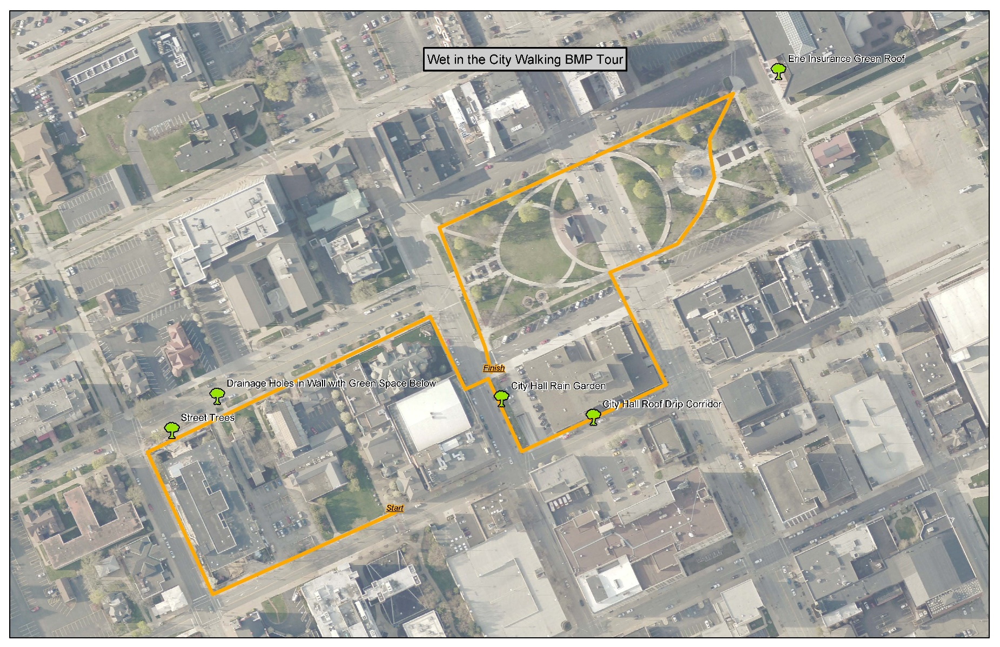 Wet in the City Walking BMP Tour
Erie Insurance Green Roof
Finish
Drainage Holes in Wall with Green Space Below
City Hall Rain Garden
City Hall Roof Drip Corridor
Street Trees
Start